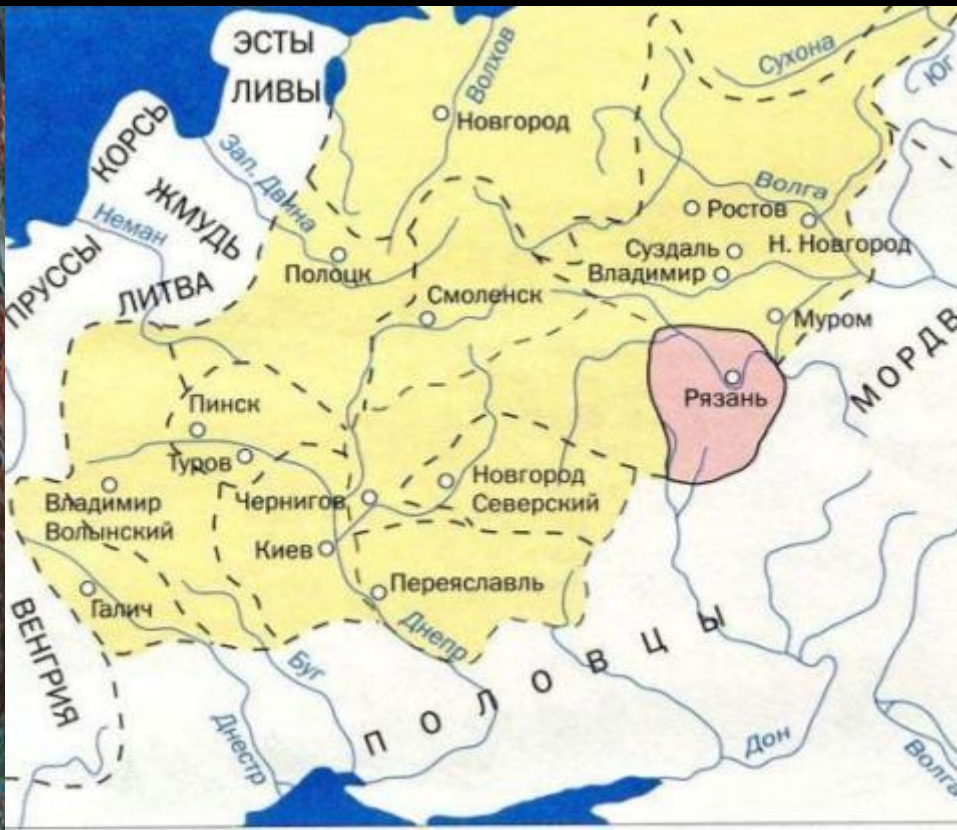 ЭСТЫ
ЛИВЫ
КОРСЬ
ЖМУДЬ
ЛИТВА
ПРУССЫ
Неман
Зап. Двина
Волхов
Новгород
Сухона
Юг
Волга
Ростов
Суздаль
Н. Новгород
Владимир
Полоцк
Смоленск
Муром
МОРДВ
Рязань
Пинск
Туров
Владимир
Волынский
Чернигов
Новгород
Северский
Киев
Переяславль
Галич
ВЕНГРИЯ
Днепр
Буг
Днестр
ПОЛОВЦЫ
Дон
Волга